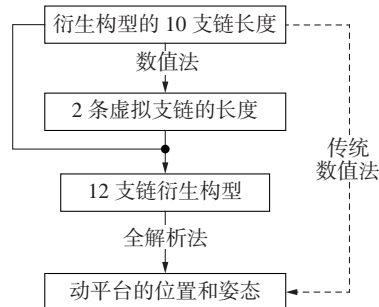 衍生构型的 10 支链长度
数值法
2 条虚拟支链的长度
传统
数值法
12 支链衍生构型
全解析法
动平台的位置和姿态